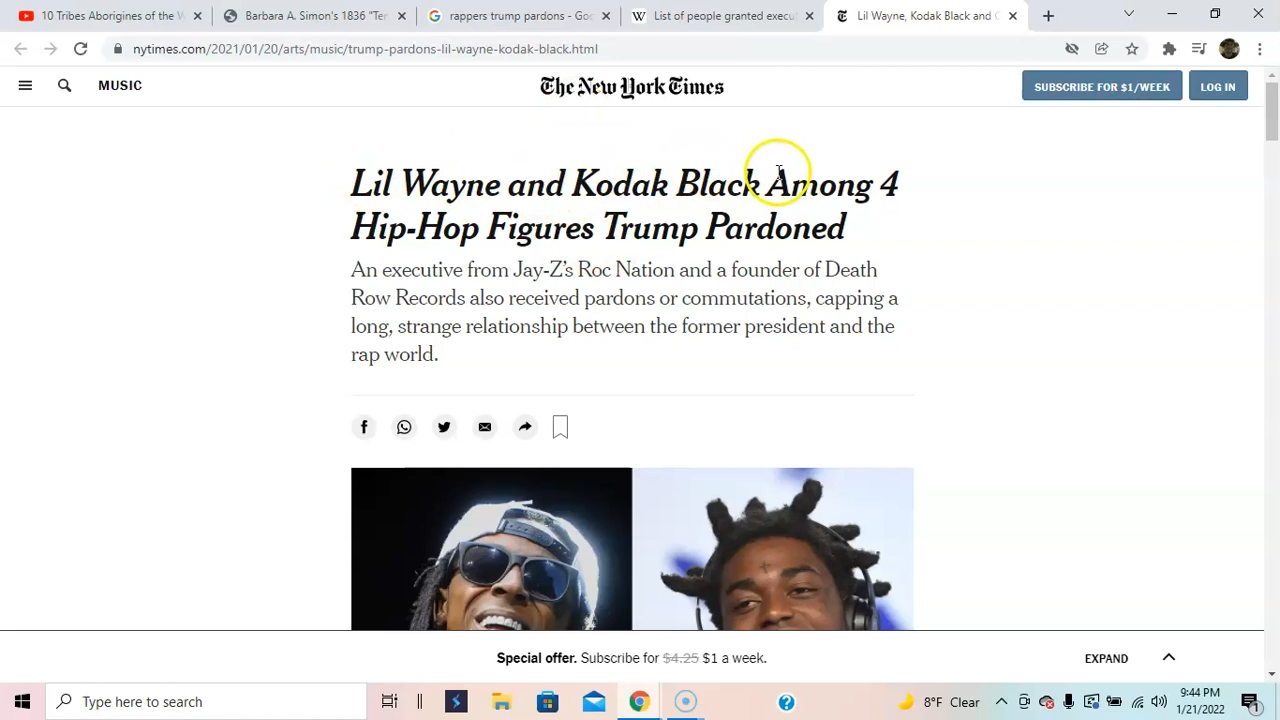 10 Tribes Aborigines of the W
Barbara A. Simon's 1836 "Ter
rappers trump pardons - Goo
List of people granted execu
Lil Wayne, Kodak Black and O
nytimes.com/2021/01/20/arts/music/trump-pardons-lil-wayne-kodak-black.html
MUSIC
The New York Times
SUBSCRIBE FOR $1/WEEK
LOG IN
Lil Wayne and Kodak Black Among 4
Hip-Hop Figures Trump Pardoned
An executive from Jay-Z's Roc Nation and a founder of Death
Row Records also received pardons or commutations, capping a
long, strange relationship between the former president and the
rap world.
Special offer. Subscribe for $4.25 $1 a week.
EXPAND
Type here to search
8°F Clear
9:44 PM
1/21/2022
1